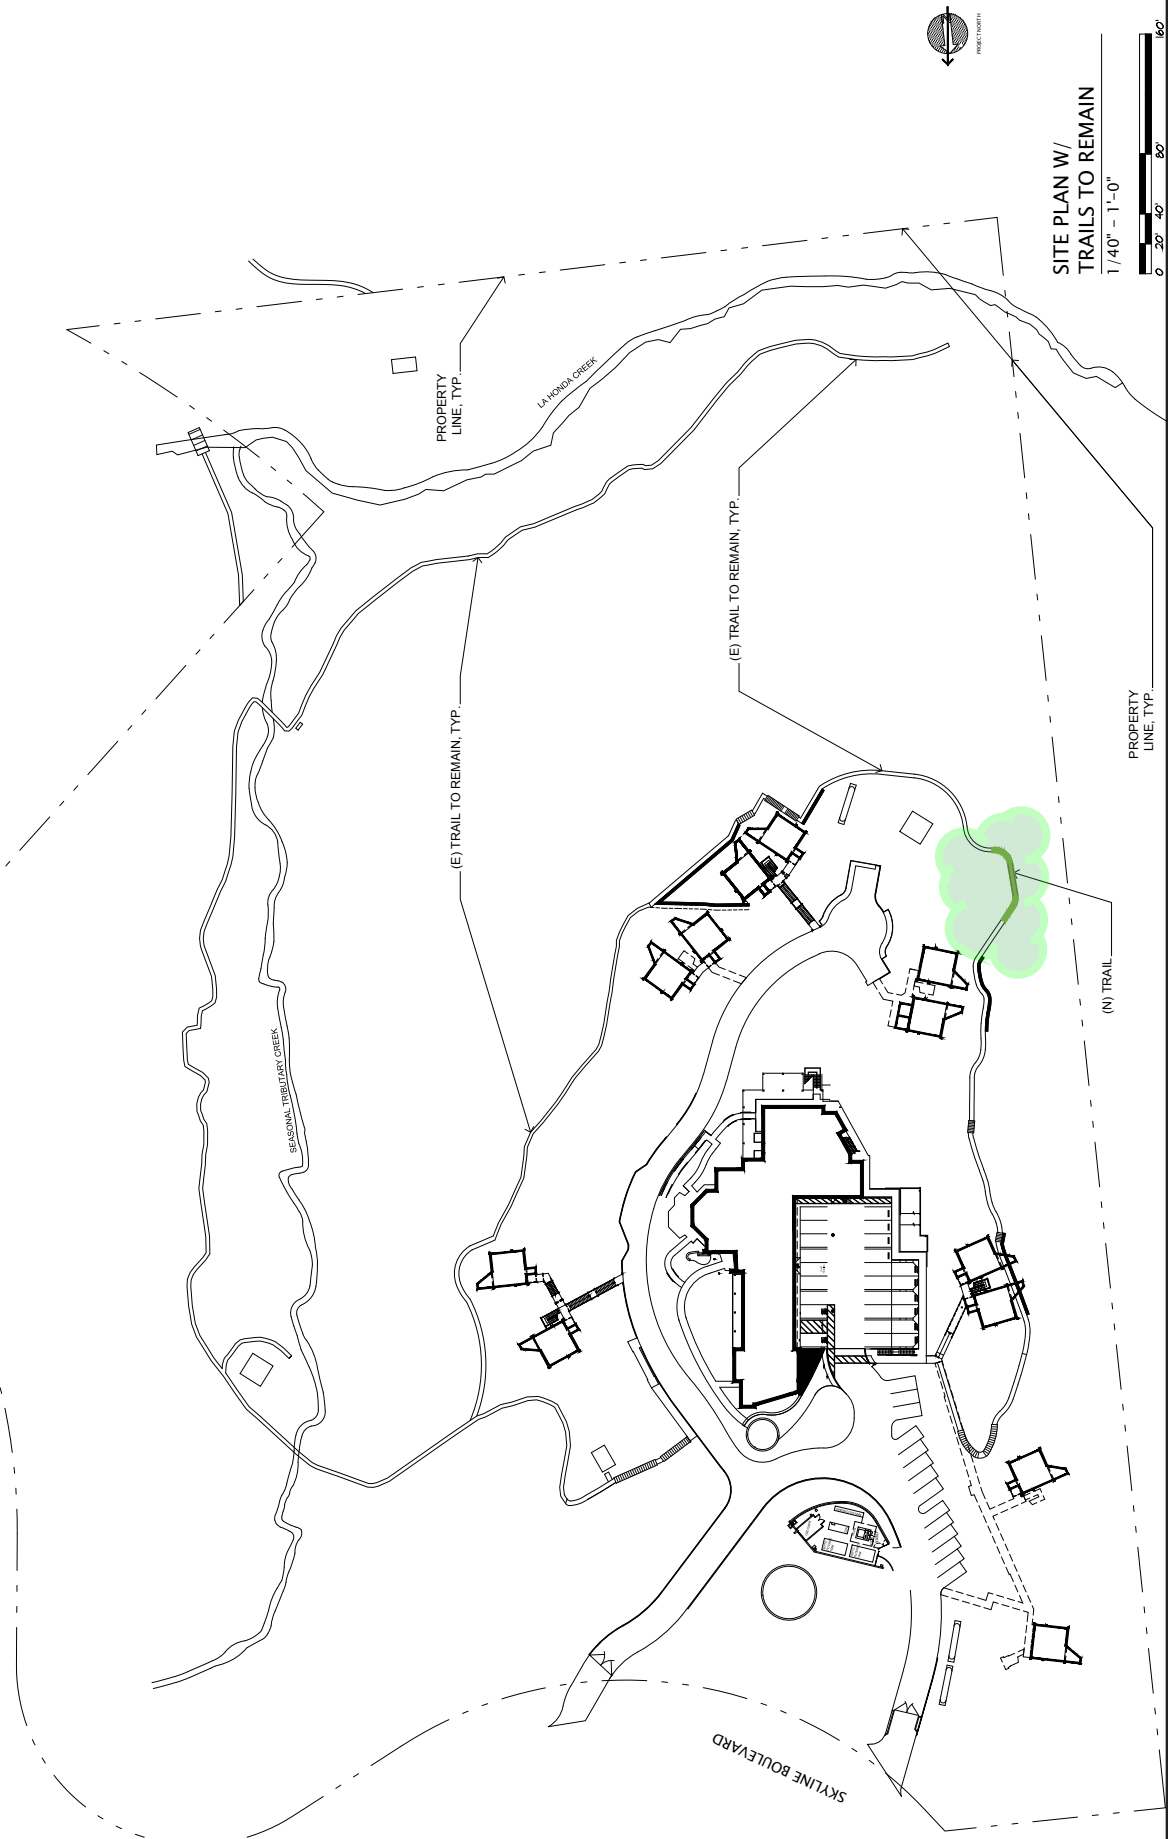 PROJECT NORTH
SITE PLAN W/
TRAILS TO REMAIN
1/40" - 1'-0"
0 20' 40' 80' 160'
PROPERTY
LINE, TYP.
LA HONDA CREEK
(E) TRAIL TO REMAIN, TYP.
(E) TRAIL TO REMAIN, TYP.
PROPERTY
LINE, TYP.
(N) TRAIL
SEASONAL TRIBUTARY CREEK
SKYLINE BOULEVARD